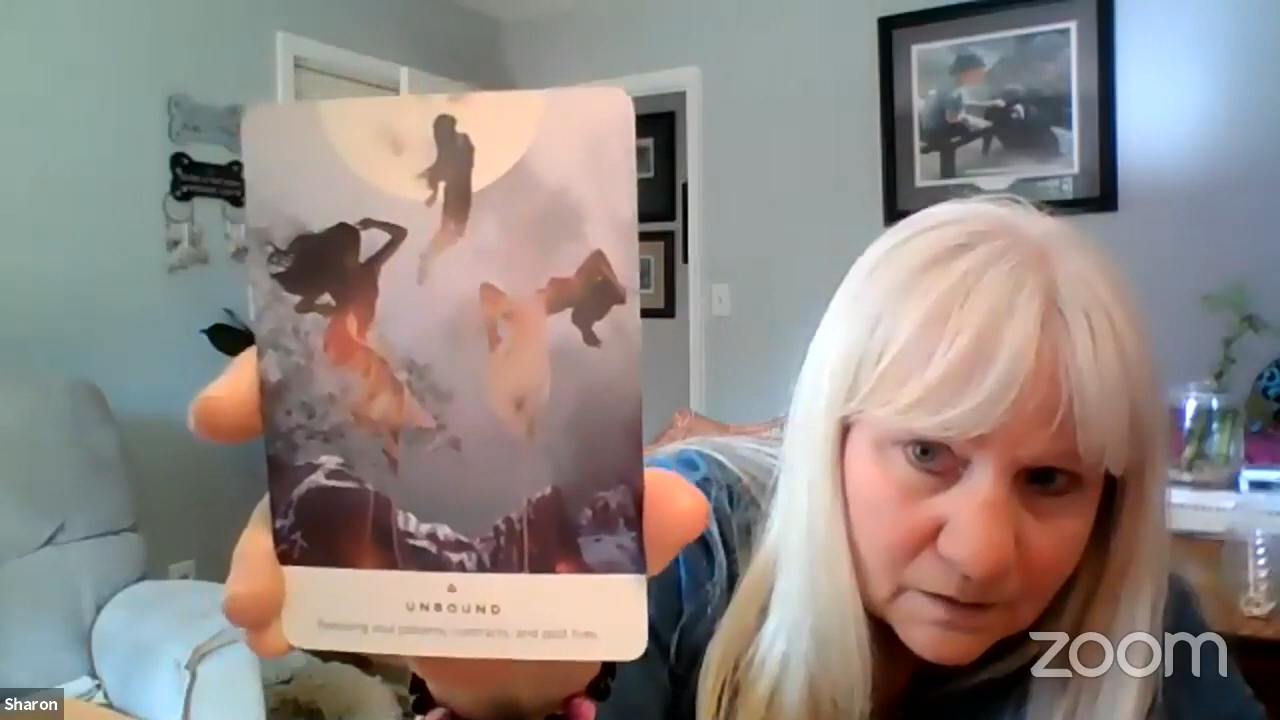 UNBOUND
Releasing soul patterns, contracts, and past lives.
zoom
Sharon